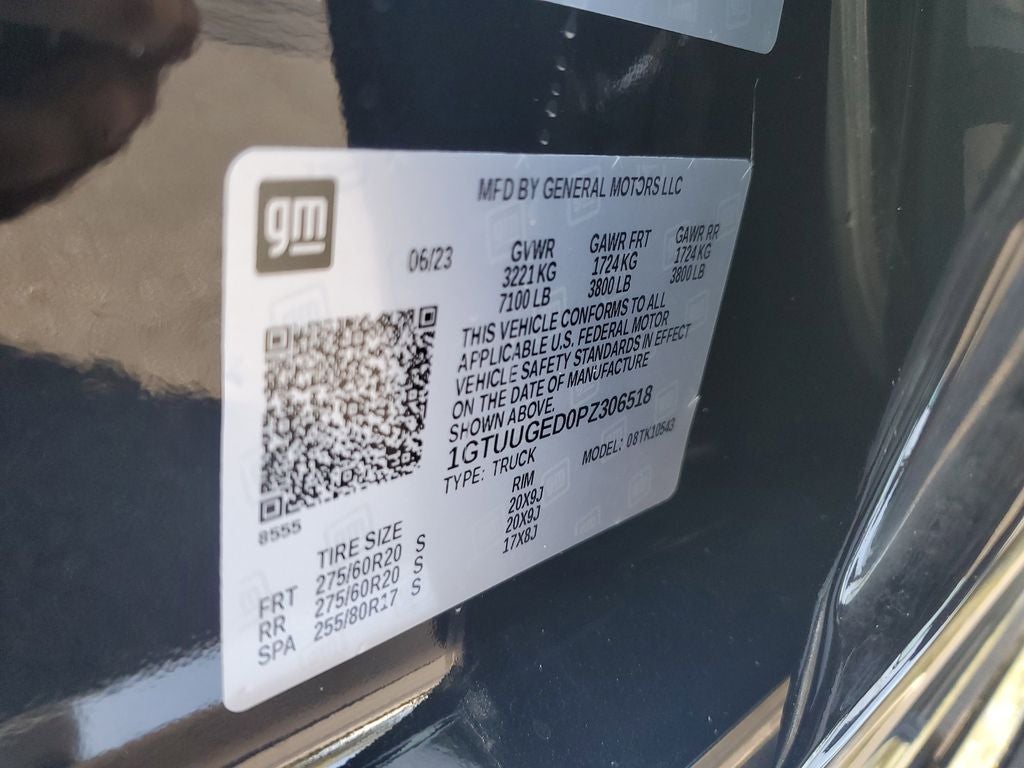 gm
MFD BY GENERAL MOTORS LLC
06/23
GVWR GAWR FRT GAWR RR
3221 KG 1724 KG 1724 KG
7100 LB 3800 LB 3800 LB
THIS VEHICLE CONFORMS TO ALL
APPLICABLE U.S. FEDERAL MOTOR
VEHICLE SAFETY STANDARDS IN EFFECT
ON THE DATE OF MANUFACTURE
SHOWN ABOVE.
1GTUUGED0PZ306518
TYPE: TRUCK MODEL: 08TK10543
8555
TIRE SIZE RIM
FRT 275/60R20 S 20X9J
RR 275/60R20 S 20X9J
SPA 255/80R17 S 17X8J